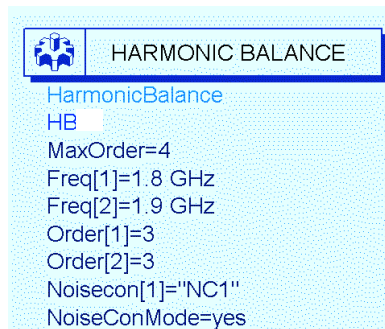 HARMONIC BALANCE
HarmonicBalance
HB
MaxOrder=4
Freq[1]=1.8 GHz
Freq[2]=1.9 GHz
Order[1]=3
Order[2]=3
Noisecon[1]="NC1"
NoiseConMode=yes